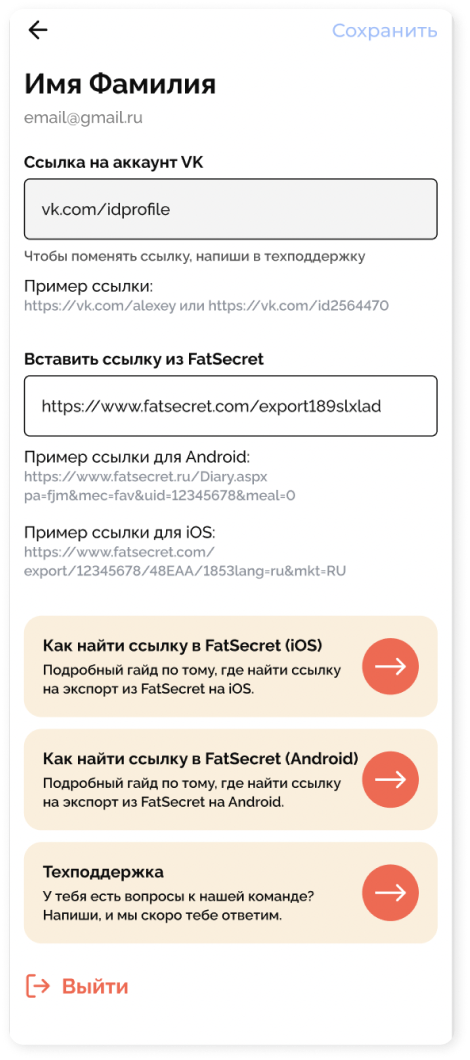 Сохранить
Имя Фамилия
email@gmail.ru
Ссылка на аккаунт VK
vk.com/idprofile
Чтобы поменять ссылку, напиши в техподдержку
Пример ссылки:
https://vk.com/alexey или https://vk.com/id2564470
Вставить ссылку из FatSecret
https://www.fatsecret.com/export189slxlad
Пример ссылки для Android:
https://www.fatsecret.ru/Diary.aspx
pa=fjm&mec=fav&uid=12345678&meal=0
Пример ссылки для iOS:
https://www.fatsecret.com/
export/12345678/48EAA/1853lang=ru&mkt=RU
Как найти ссылку в FatSecret (iOS)
Подробный гайд по тому, где найти ссылку
на экспорт из FatSecret на iOS.
Как найти ссылку в FatSecret (Android)
Подробный гайд по тому, где найти ссылку
на экспорт из FatSecret на Android.
Техподдержка
У тебя есть вопросы к нашей команде?
Напиши, и мы скоро тебе ответим.
Выйти